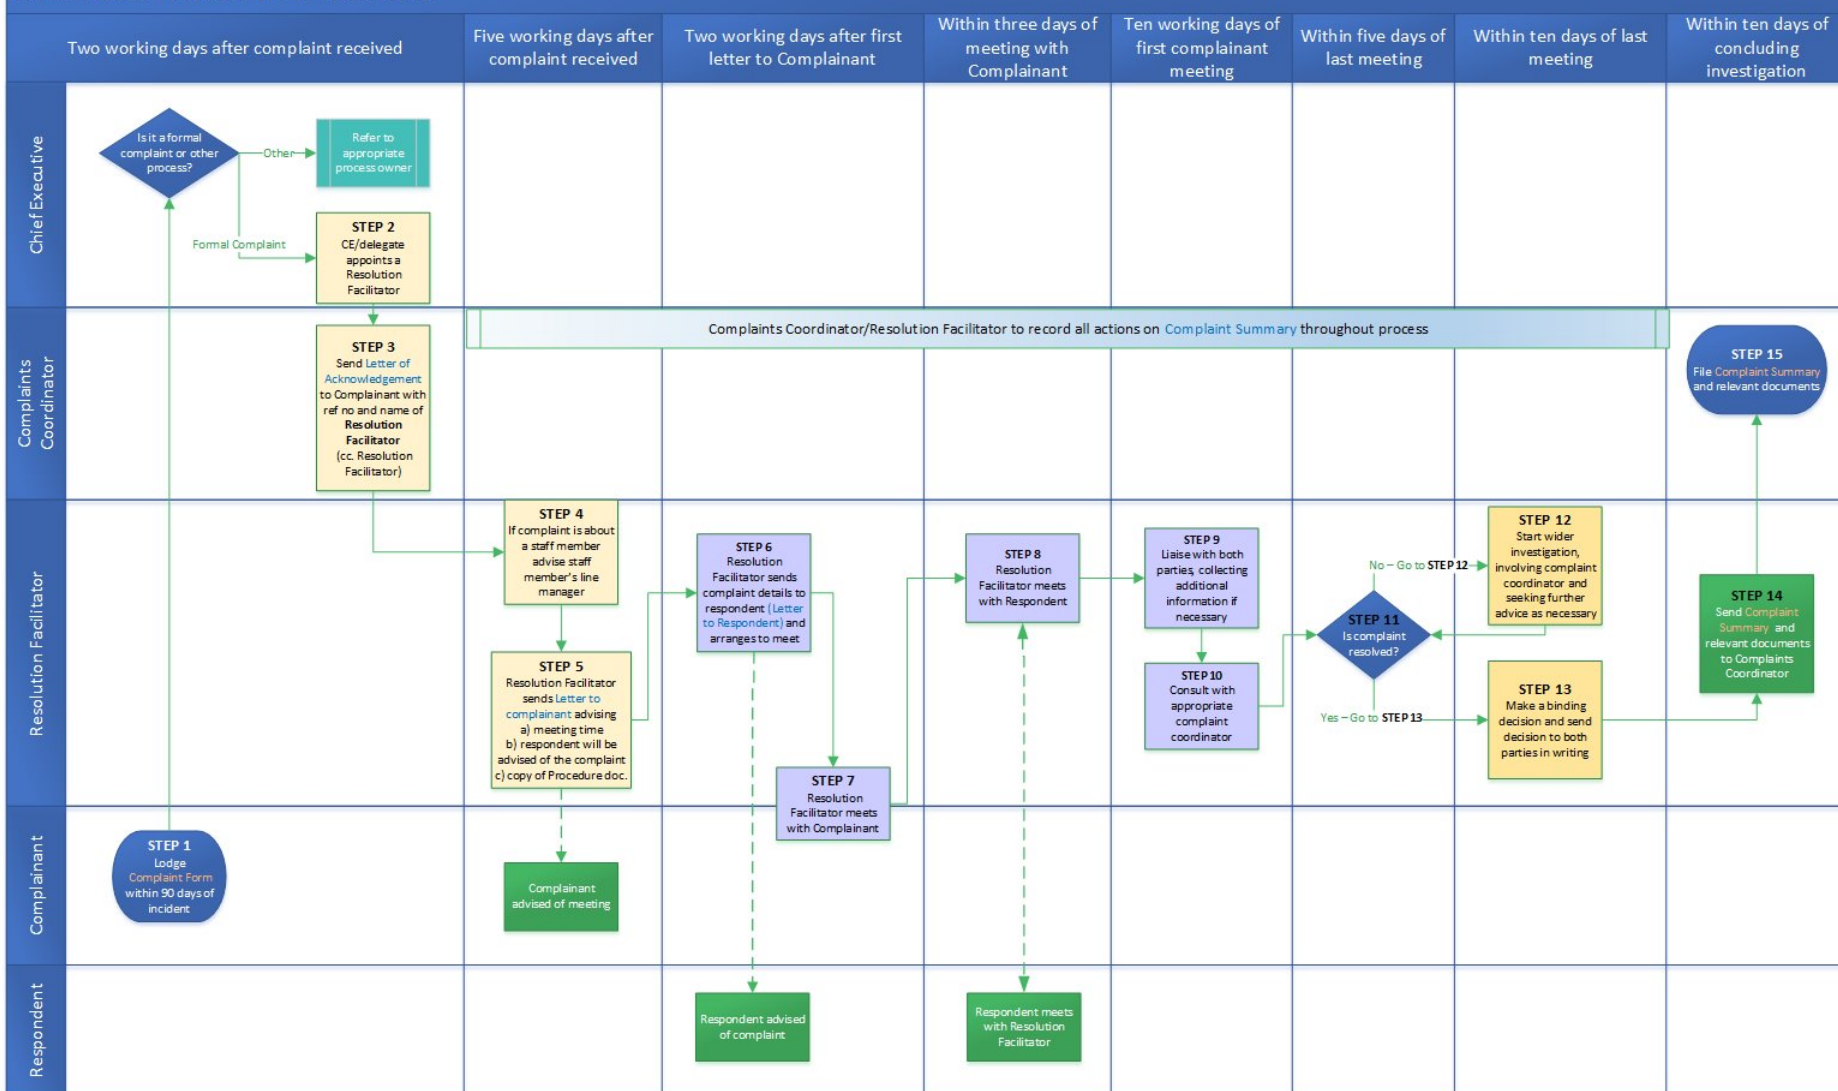 Two working days after complaint received
Five working days after
complaint received
Two working days after first
letter to Complainant
Within three days of
meeting with
Complainant
Ten working days of
first complainant
meeting
Within five days of
last meeting
Within ten days of last
meeting
Within ten days of
concluding
investigation
Chief Executive
Is it a formal
complaint or other
process?
Other
Refer to
appropriate
process owner
Formal Complaint
STEP 2
CE/delegate
appoints a
Resolution
Facilitator
Complaints
Coordinator
STEP 3
Send Letter of
Acknowledgement
to Complainant with
ref no and name of
Resolution
Facilitator
(cc. Resolution
Facilitator)
Complaints Coordinator/Resolution Facilitator to record all actions on Complaint Summary throughout process
STEP 15
File Complaint Summary
and relevant documents
Resolution Facilitator
STEP 4
If complaint is about
a staff member
advise staff
member's line
manager
STEP 5
Resolution Facilitator
sends Letter to
complainant advising
a) meeting time
b) respondent will be
advised of the complaint
c) copy of Procedure doc.
STEP 6
Resolution
Facilitator sends
complaint details to
respondent (Letter
to Respondent) and
arranges to meet
STEP 7
Resolution
Facilitator meets
with Complainant
STEP 8
Resolution
Facilitator meets
with Respondent
STEP 9
Liaise with both
parties, collecting
additional
information if
necessary
STEP 10
Consult with
appropriate
complaint
coordinator
STEP 11
Is complaint
resolved?
No – Go to STEP 12
Yes – Go to STEP 13
STEP 12
Start wider
investigation,
involving complaint
coordinator and
seeking further
advice as necessary
STEP 13
Make a binding
decision and send
decision to both
parties in writing
STEP 14
Send Complaint
Summary and
relevant documents
to Complaints
Coordinator
Complainant
STEP 1
Lodge
Complaint Form
within 90 days of
incident
Complainant
advised of meeting
Respondent
Respondent advised
of complaint
Respondent meets
with Resolution
Facilitator